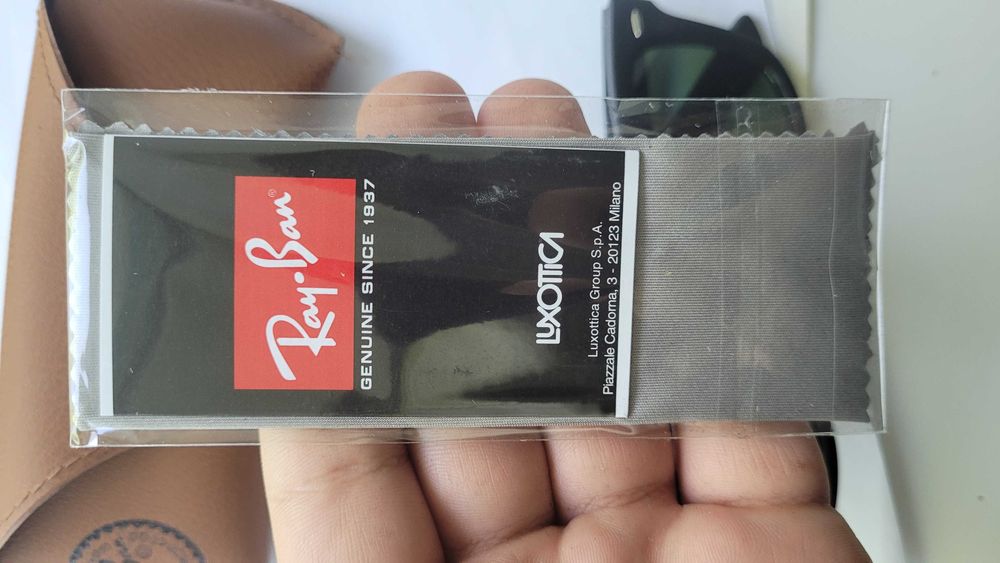 Ray·Ban®
GENUINE SINCE 1937
LUXOTTICA
Luxottica Group S.p.A.
Piazzale Cadorna, 3 - 20123 Milano